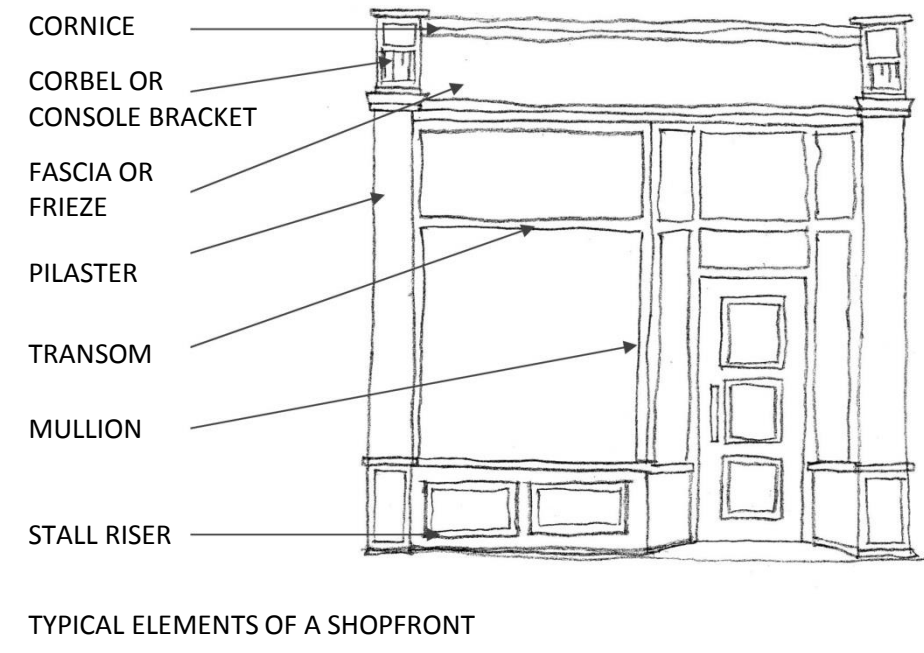 CORNICE
CORBEL OR
CONSOLE BRACKET
FASCIA OR
FRIEZE
PILASTER
TRANSOM
MULLION
STALL RISER
TYPICAL ELEMENTS OF A SHOPFRONT